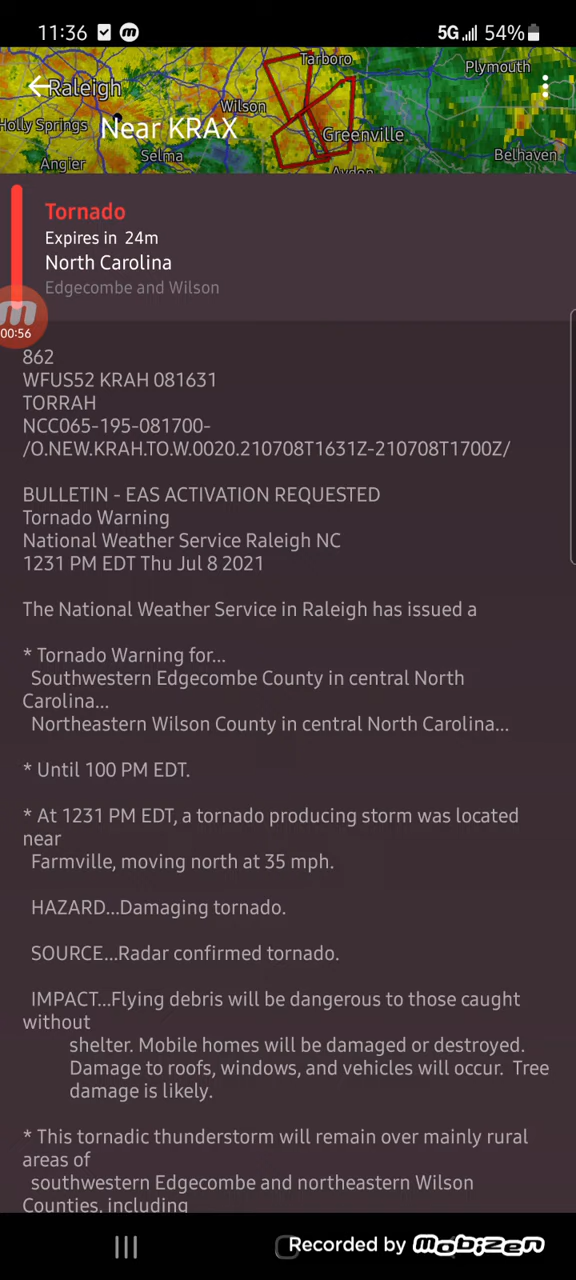 11:36
5G 54%
Tarboro
Plymouth
Raleigh
Wilson
Holly Springs
Near KRAX
Greenville
Selma
Belhaven
Angier
Tornado
Expires in 24m
North Carolina
Edgecombe and Wilson
00:56
862
WFUS52 KRAH 081631
TORRAH
NCC065-195-081700-
/O.NEW.KRAH.TO.W.0020.210708T1631Z-210708T1700Z/
BULLETIN - EAS ACTIVATION REQUESTED
Tornado Warning
National Weather Service Raleigh NC
1231 PM EDT Thu Jul 8 2021
The National Weather Service in Raleigh has issued a
* Tornado Warning for...
Southwestern Edgecombe County in central North
Carolina...
Northeastern Wilson County in central North Carolina...
* Until 100 PM EDT.
* At 1231 PM EDT, a tornado producing storm was located
near
Farmville, moving north at 35 mph.
HAZARD...Damaging tornado.
SOURCE...Radar confirmed tornado.
IMPACT...Flying debris will be dangerous to those caught
without
shelter. Mobile homes will be damaged or destroyed.
Damage to roofs, windows, and vehicles will occur. Tree
damage is likely.
* This tornadic thunderstorm will remain over mainly rural
areas of
southwestern Edgecombe and northeastern Wilson
Counties, including
Recorded by mobizen